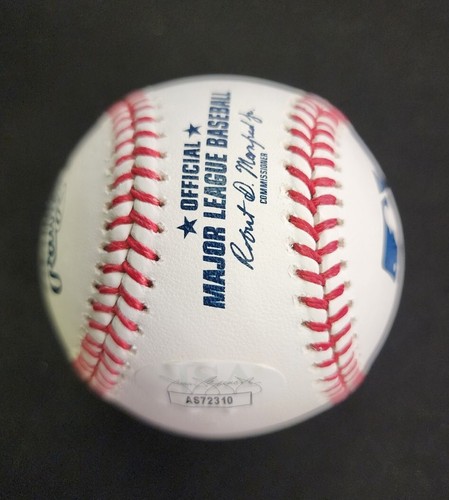 ★ OFFICIAL ★
MAJOR LEAGUE BASEBALL
Robert D. Manfred Jr.
COMMISSIONER
AS72310